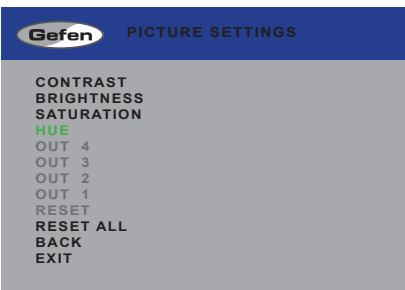 Gefen PICTURE SETTINGS
CONTRAST
BRIGHTNESS
SATURATION
HUE
OUT 4
OUT 3
OUT 2
OUT 1
RESET
RESET ALL
BACK
EXIT